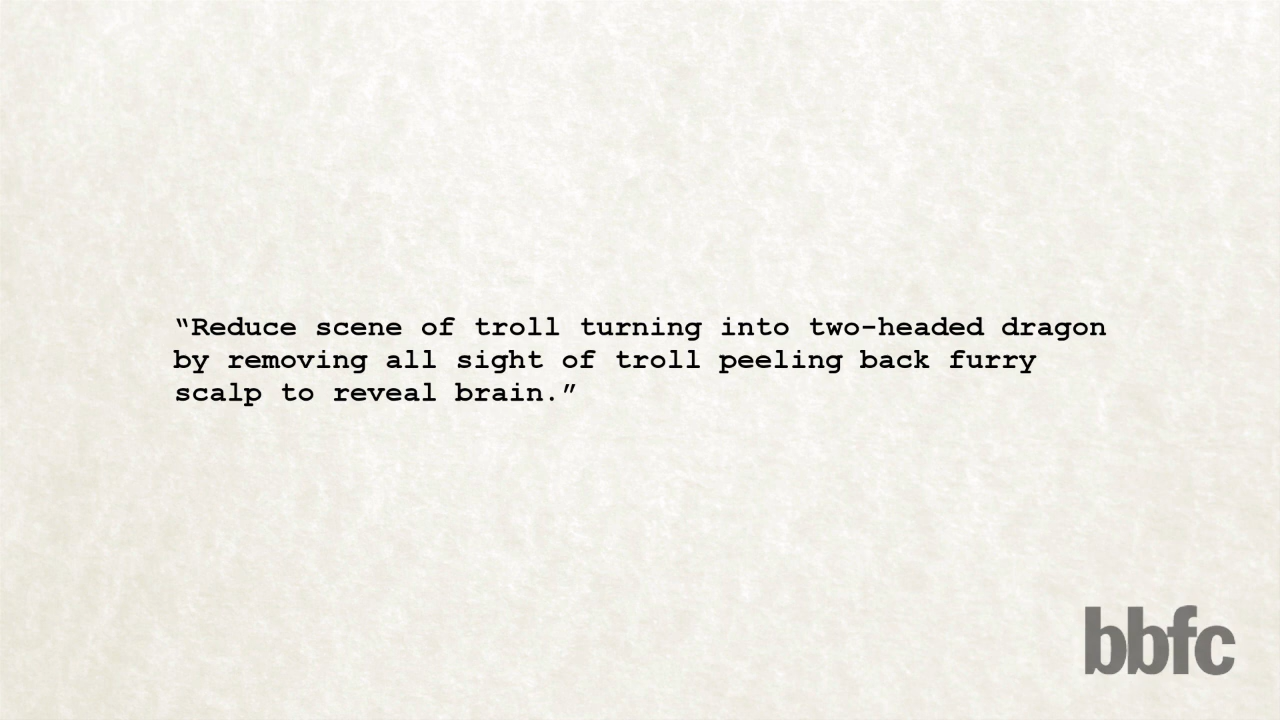 “Reduce scene of troll turning into two-headed dragon
by removing all sight of troll peeling back furry
scalp to reveal brain.”
bbfc